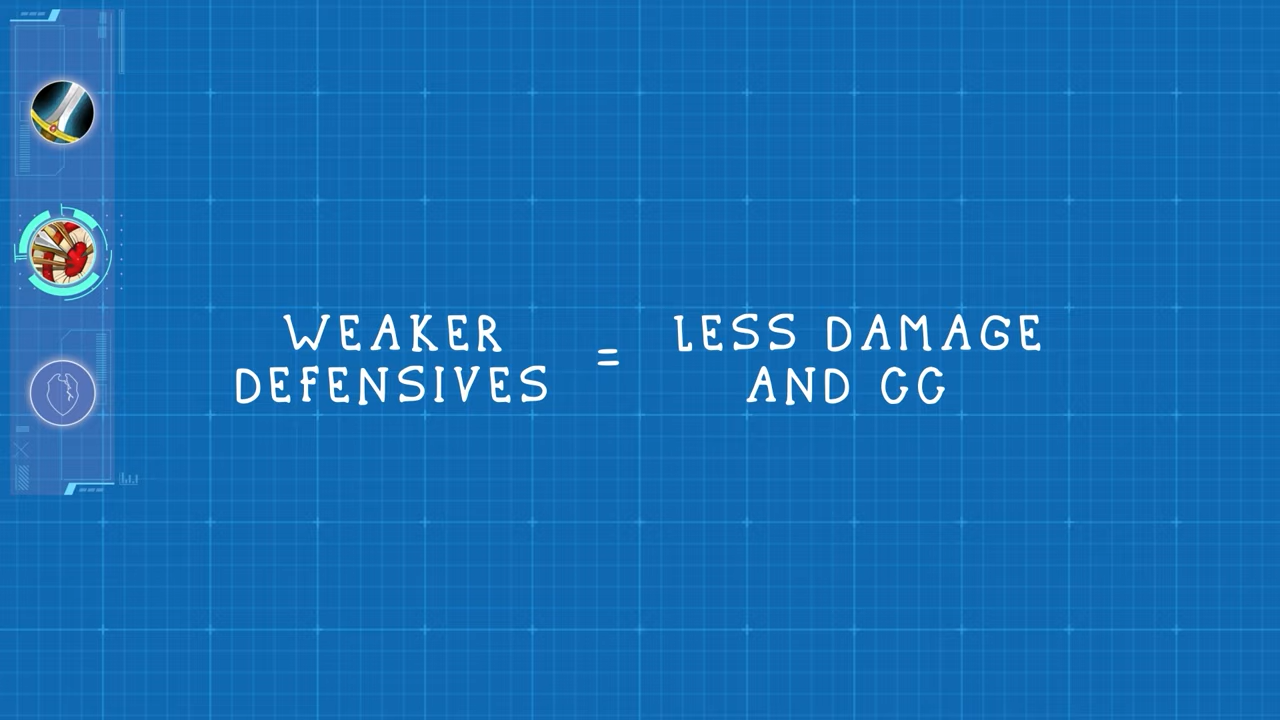 WEAKER
DEFENSIVES
=
LESS DAMAGE
AND CC